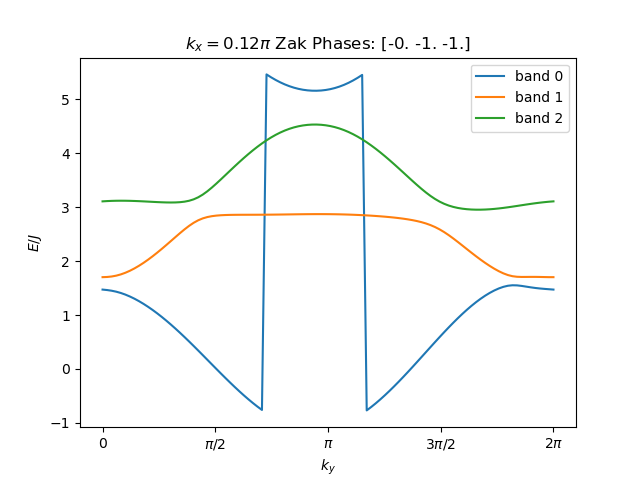 kₓ = 0.12π Zak Phases: [-0. -1. -1.]
band 0
band 1
band 2
E/J
5
4
3
2
1
0
−1
0
π/2
π
3π/2
2π
k_y